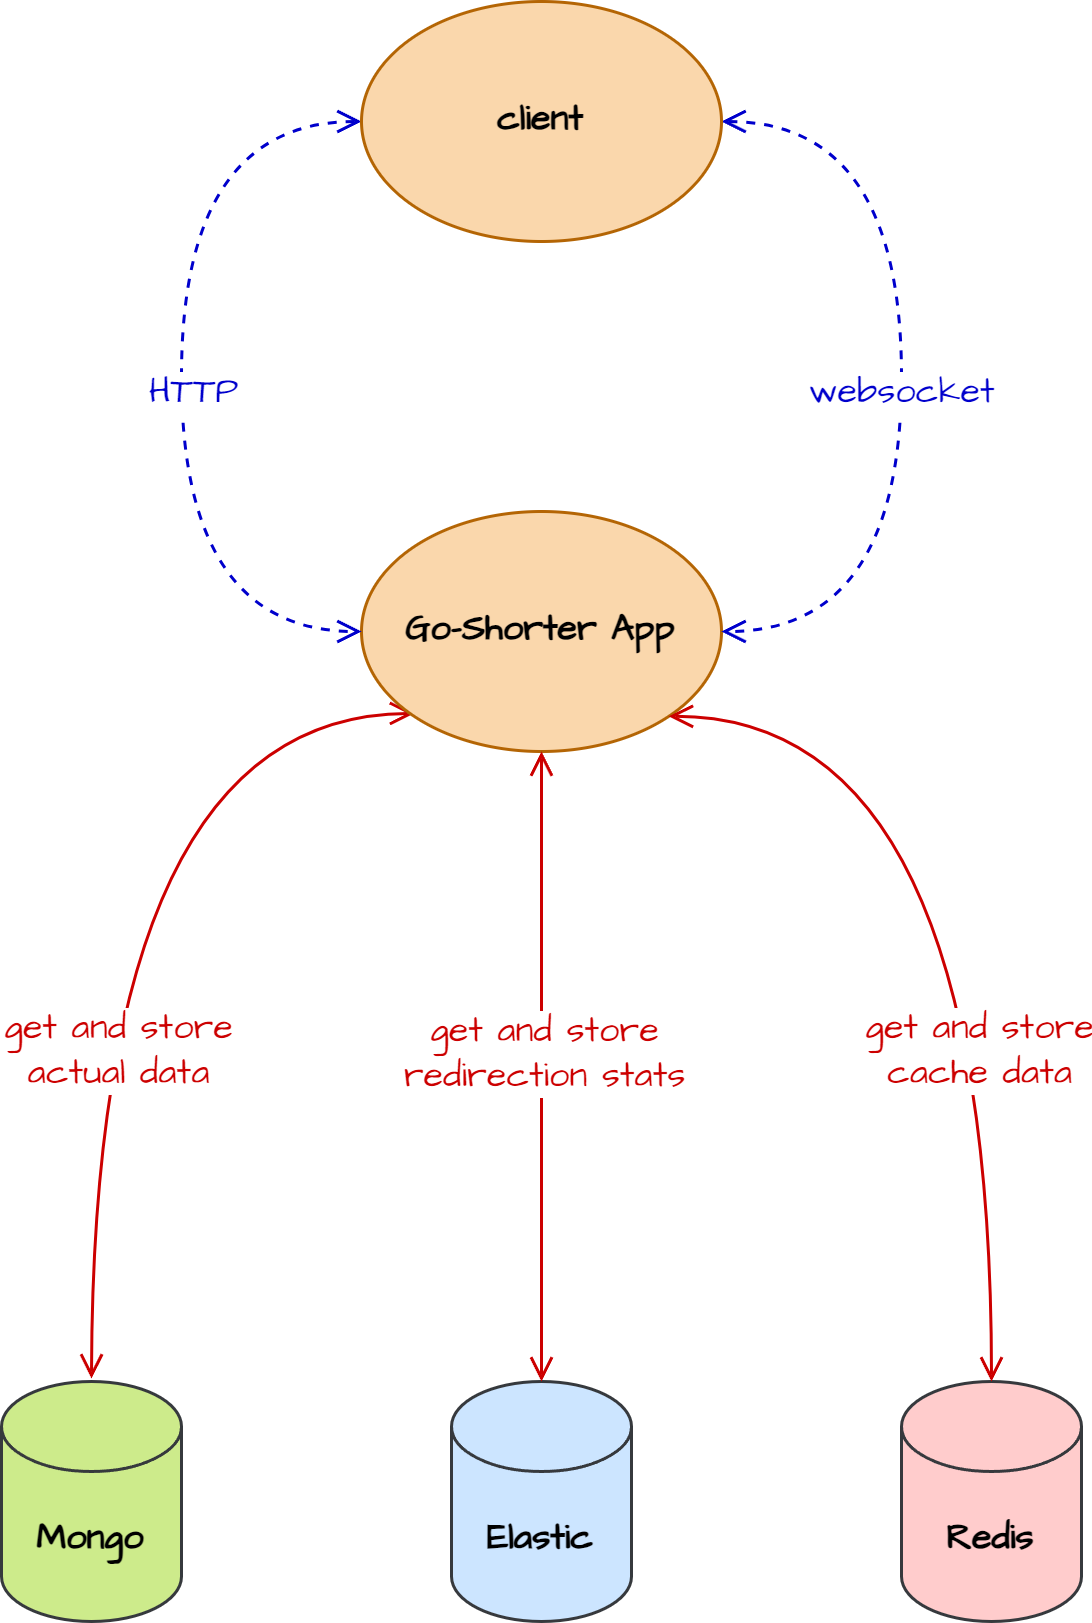 client
HTTP
websocket
Go-Shorter App
get and store
actual data
get and store
redirection stats
get and store
cache data
Mongo
Elastic
Redis